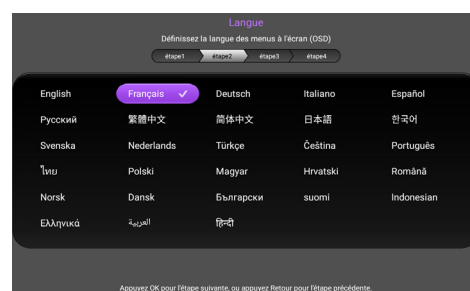 Langue
Définissez la langue des menus à l'écran (OSD)
étape1 étape2 étape3 étape4
English Français Deutsch Italiano Español
Русский 繁體中文 简体中文 日本語 한국어
Svenska Nederlands Türkçe Čeština Português
ไทย Polski Magyar Hrvatski Română
Norsk Dansk Български suomi Indonesian
Ελληνικά العربية हिन्दी
Appuyez OK pour l'étape suivante, ou appuyez Retour pour l'étape précédente.